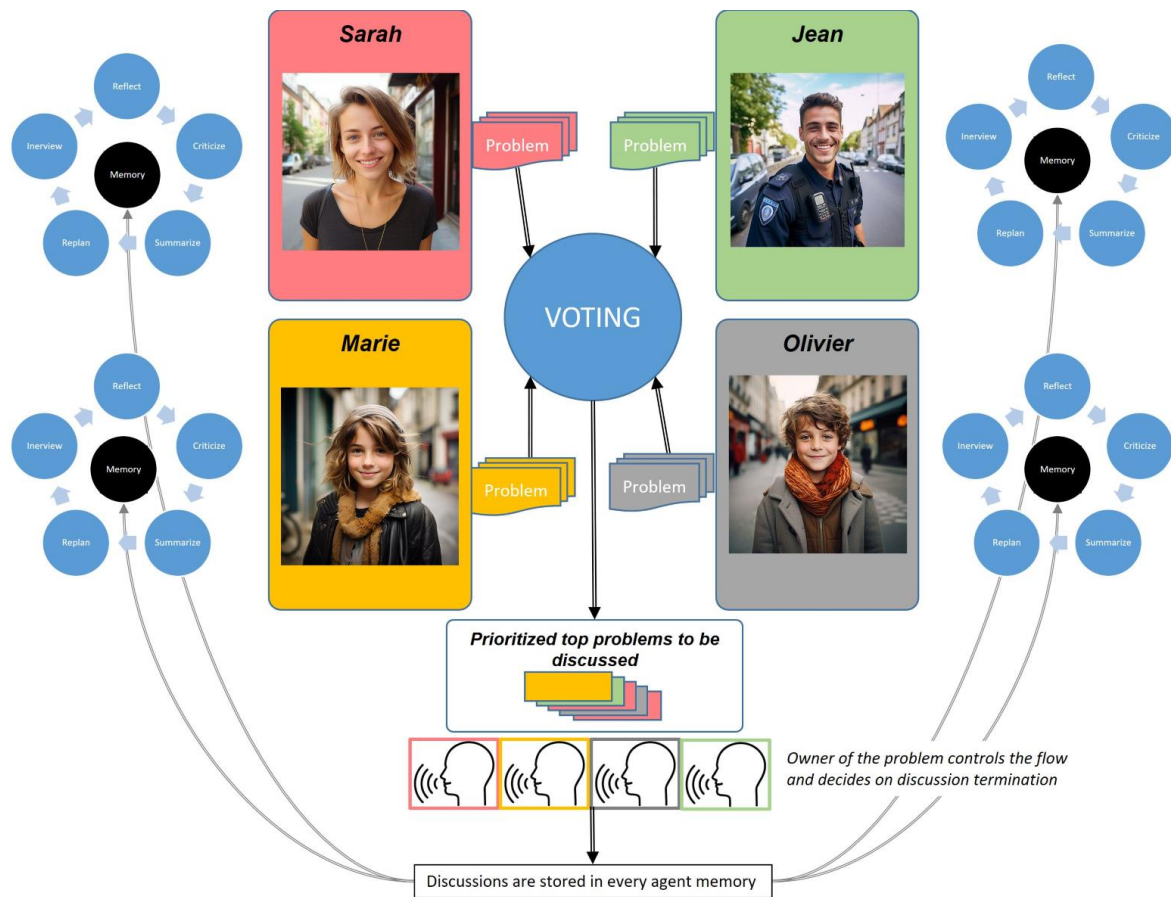 Sarah
Jean
Reflect
Criticize
Summarize
Replan
Inerview
Memory
Problem
Problem
Reflect
Criticize
Summarize
Replan
Inerview
Memory
VOTING
Marie
Olivier
Reflect
Criticize
Summarize
Replan
Inerview
Memory
Problem
Problem
Reflect
Criticize
Summarize
Replan
Inerview
Memory
Prioritized top problems to be
discussed
Owner of the problem controls the flow
and decides on discussion termination
Discussions are stored in every agent memory